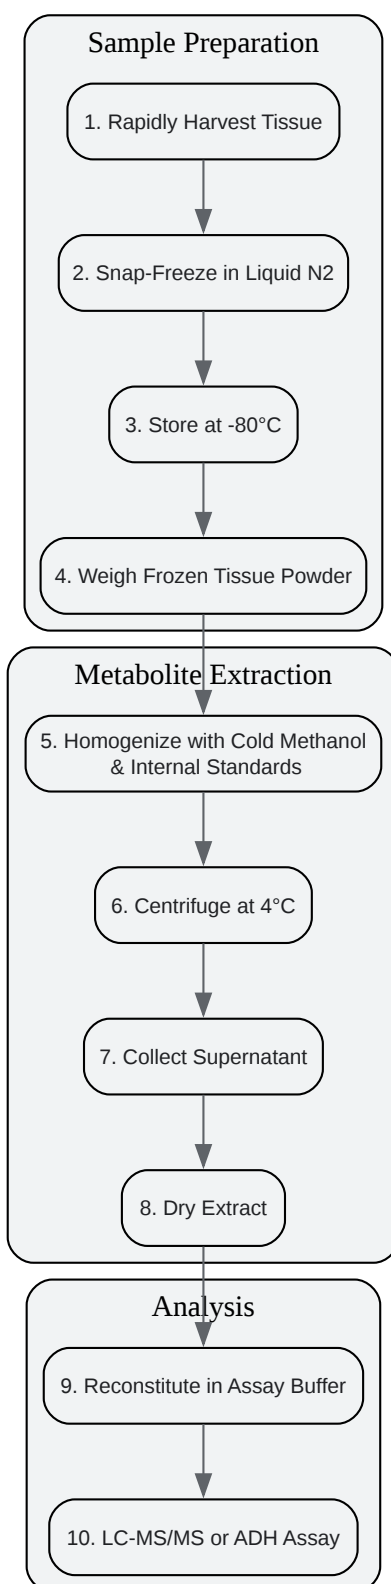 Sample Preparation
1. Rapidly Harvest Tissue
2. Snap-Freeze in Liquid N2
3. Store at -80°C
4. Weigh Frozen Tissue Powder
Metabolite Extraction
5. Homogenize with Cold Methanol
& Internal Standards
6. Centrifuge at 4°C
7. Collect Supernatant
8. Dry Extract
Analysis
9. Reconstitute in Assay Buffer
10. LC-MS/MS or ADH Assay